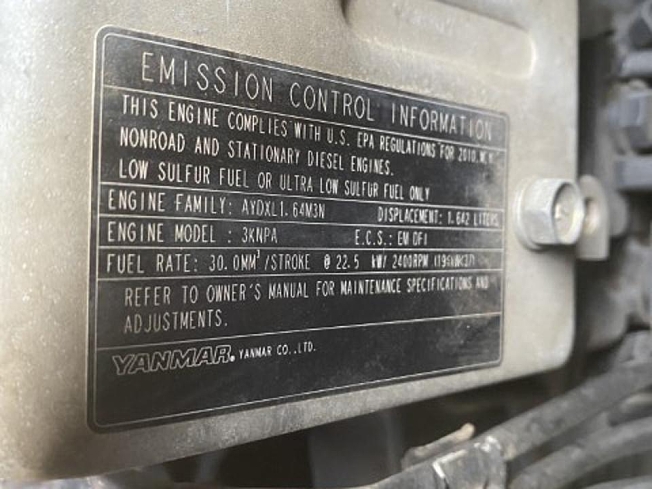 EMISSION CONTROL INFORMATION
THIS ENGINE COMPLIES WITH U.S. EPA REGULATIONS FOR 2010 M.Y.
NONROAD AND STATIONARY DIESEL ENGINES.
LOW SULFUR FUEL OR ULTRA LOW SULFUR FUEL ONLY
ENGINE FAMILY: AYDXL1.64M3N DISPLACEMENT: 1.642 LITERS
ENGINE MODEL : 3KNPA E.C.S.: EM DFI
FUEL RATE: 30.0MM³/STROKE @ 22.5 kW/ 2400RPM
REFER TO OWNER'S MANUAL FOR MAINTENANCE SPECIFICATIONS AND
ADJUSTMENTS.
YANMAR. YANMAR CO.,LTD.